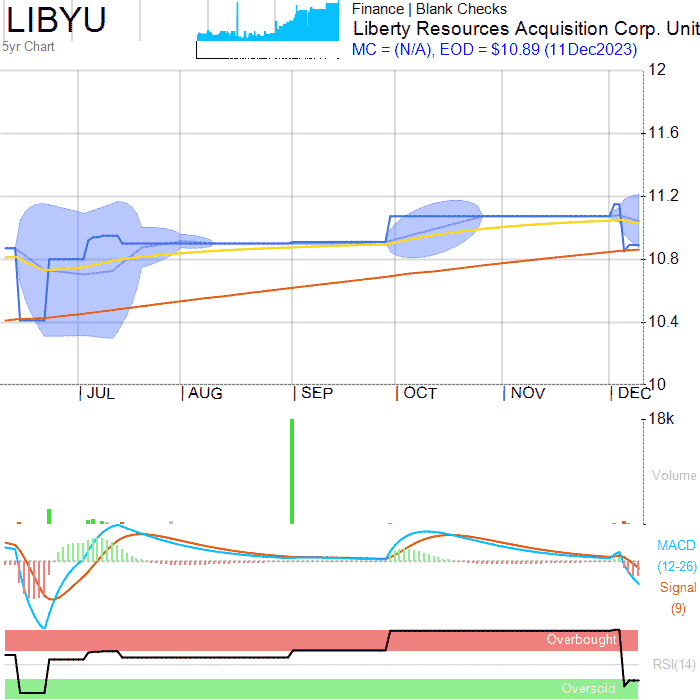 LIBYU
5yr Chart
Finance | Blank Checks
Liberty Resources Acquisition Corp. Unit
MC = (N/A), EOD = $10.89 (11Dec2023)
12
11.6
11.2
10.8
10.4
10
JUL AUG SEP OCT NOV DEC
18k
Volume
MACD
(12-26)
Signal
(9)
Overbought
RSI(14)
Oversold